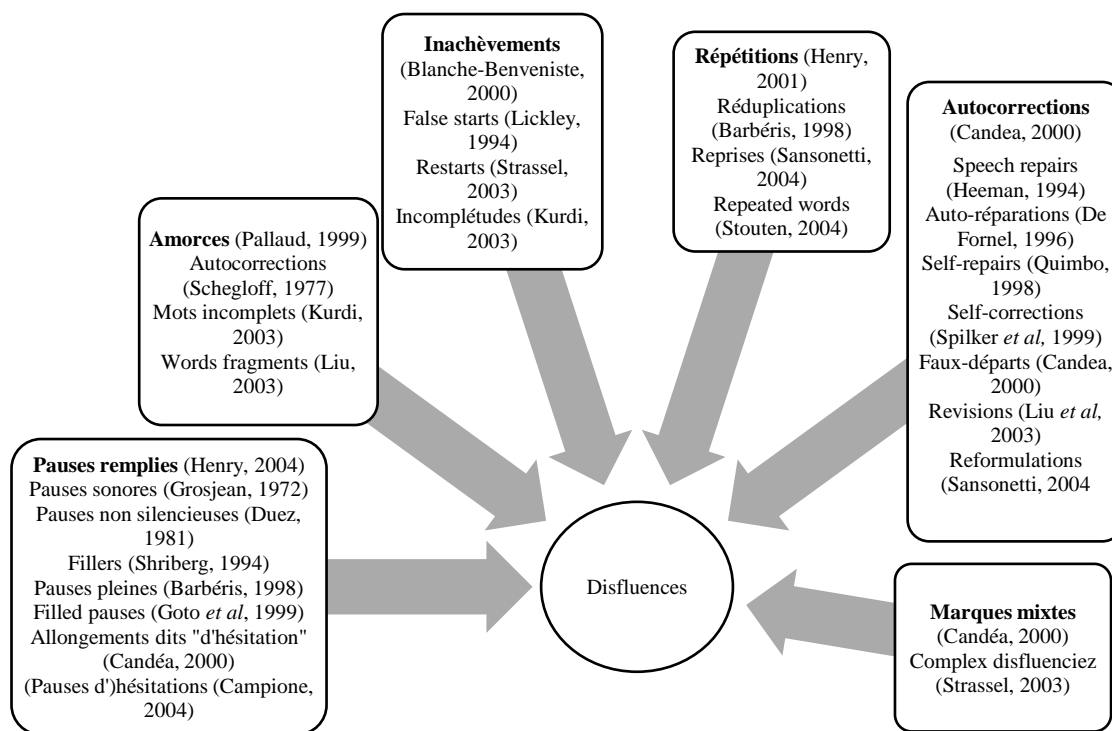 Inachèvements
(Blanche-Benveniste,
2000)
False starts (Lickley,
1994)
Restarts (Strassel,
2003)
Incomplétudes (Kurdi,
2003)
Répétitions (Henry,
2001)
Réduplications
(Barbéris, 1998)
Reprises (Sansonetti,
2004)
Repeated words
(Stouten, 2004)
Autocorrections
(Candea, 2000)
Speech repairs
(Heeman, 1994)
Auto-réparations (De
Fornel, 1996)
Self-repairs (Quimbo,
1998)
Self-corrections
(Spilker et al, 1999)
Faux-départs (Candea,
2000)
Revisions (Liu et al,
2003)
Reformulations
(Sansonetti, 2004
Amorces (Pallaud, 1999)
Autocorrections
(Schegloff, 1977)
Mots incomplets (Kurdi,
2003)
Words fragments (Liu,
2003)
Pauses remplies (Henry, 2004)
Pauses sonores (Grosjean, 1972)
Pauses non silencieuses (Duez,
1981)
Fillers (Shriberg, 1994)
Pauses pleines (Barbéris, 1998)
Filled pauses (Goto et al, 1999)
Allongements dits "d'hésitation"
(Candéa, 2000)
(Pauses d')hésitations (Campione,
2004)
Disfluences
Marques mixtes
(Candéa, 2000)
Complex disfluenciez
(Strassel, 2003)